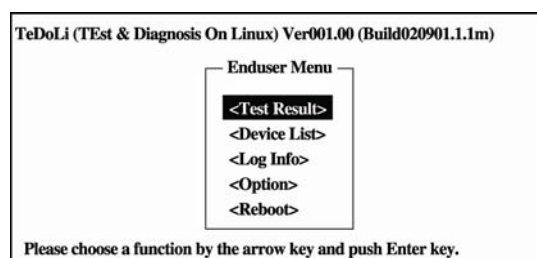 TeDoLi (TEst & Diagnosis On Linux) Ver001.00 (Build020901.1.1m)
Enduser Menu
<Test Result>
<Device List>
<Log Info>
<Option>
<Reboot>
Please choose a function by the arrow key and push Enter key.